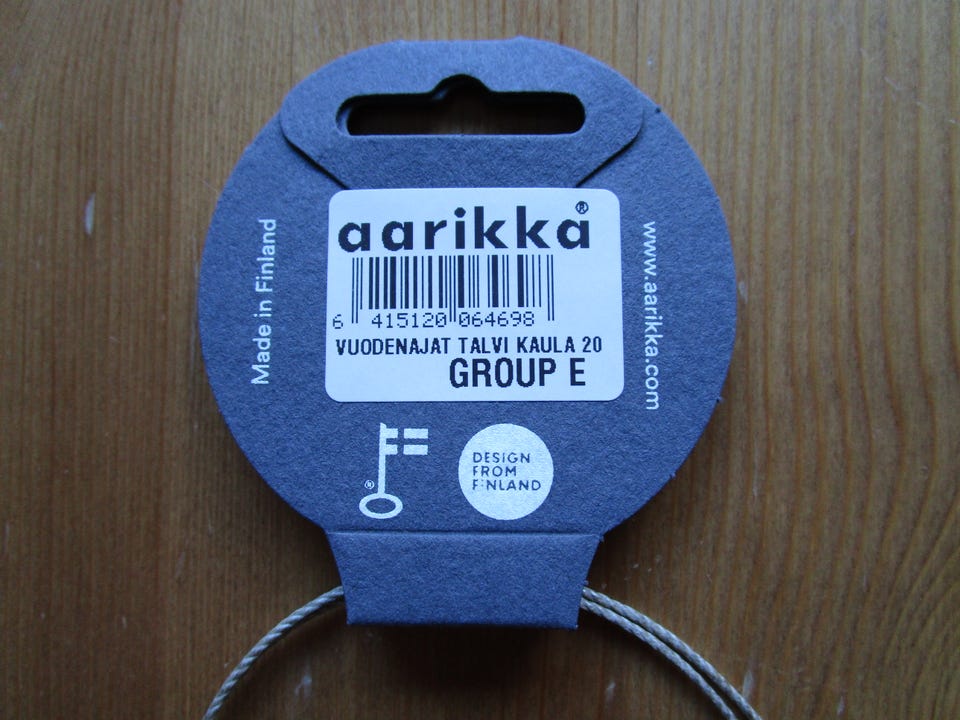 aarikka®
6 415120 064698
VUODENAJAT TALVI KAULA 20
GROUP E
Made in Finland
www.aarikka.com
®
DESIGN
FROM
FINLAND